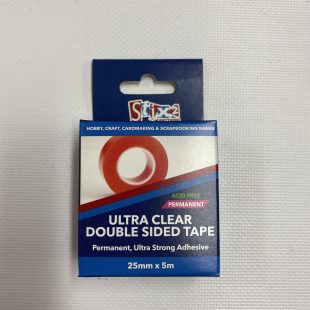 Stix2
HOBBY, CRAFT, CARDMAKING & SCRAPBOOKING RANGE
ACID FREE
PERMANENT
ULTRA CLEAR
DOUBLE SIDED TAPE
Permanent, Ultra Strong Adhesive
25mm x 5m